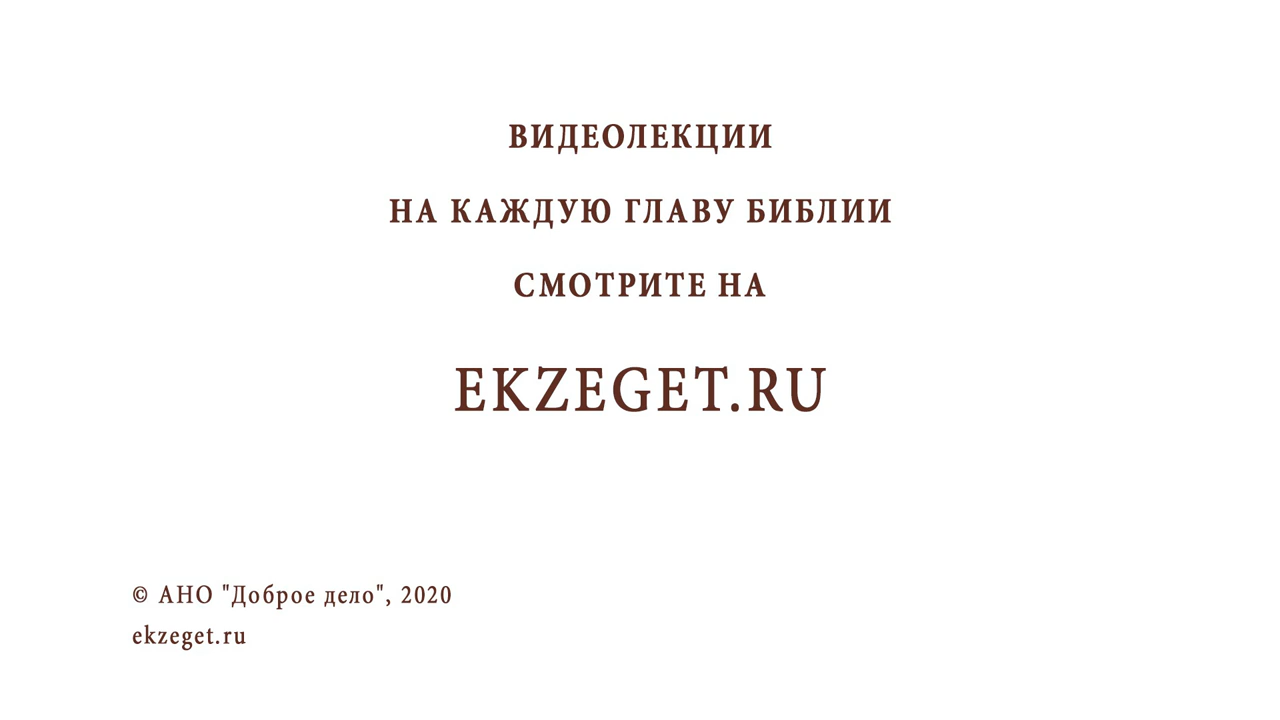 ВИДЕОЛЕКЦИИ
НА КАЖДУЮ ГЛАВУ БИБЛИИ
СМОТРИТЕ НА
EKZEGET.RU
© АНО "Доброе дело", 2020
ekzeget.ru